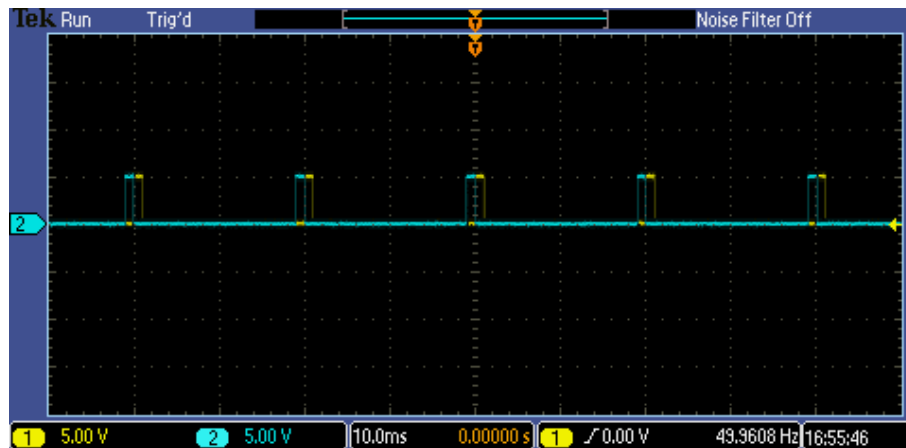 Tek Run Trig'd Noise Filter Off
T
T
2
1 5.00 V 2 5.00 V 10.0ms 0.00000 s 1 0.00 V 49.9608 Hz 16:55:46